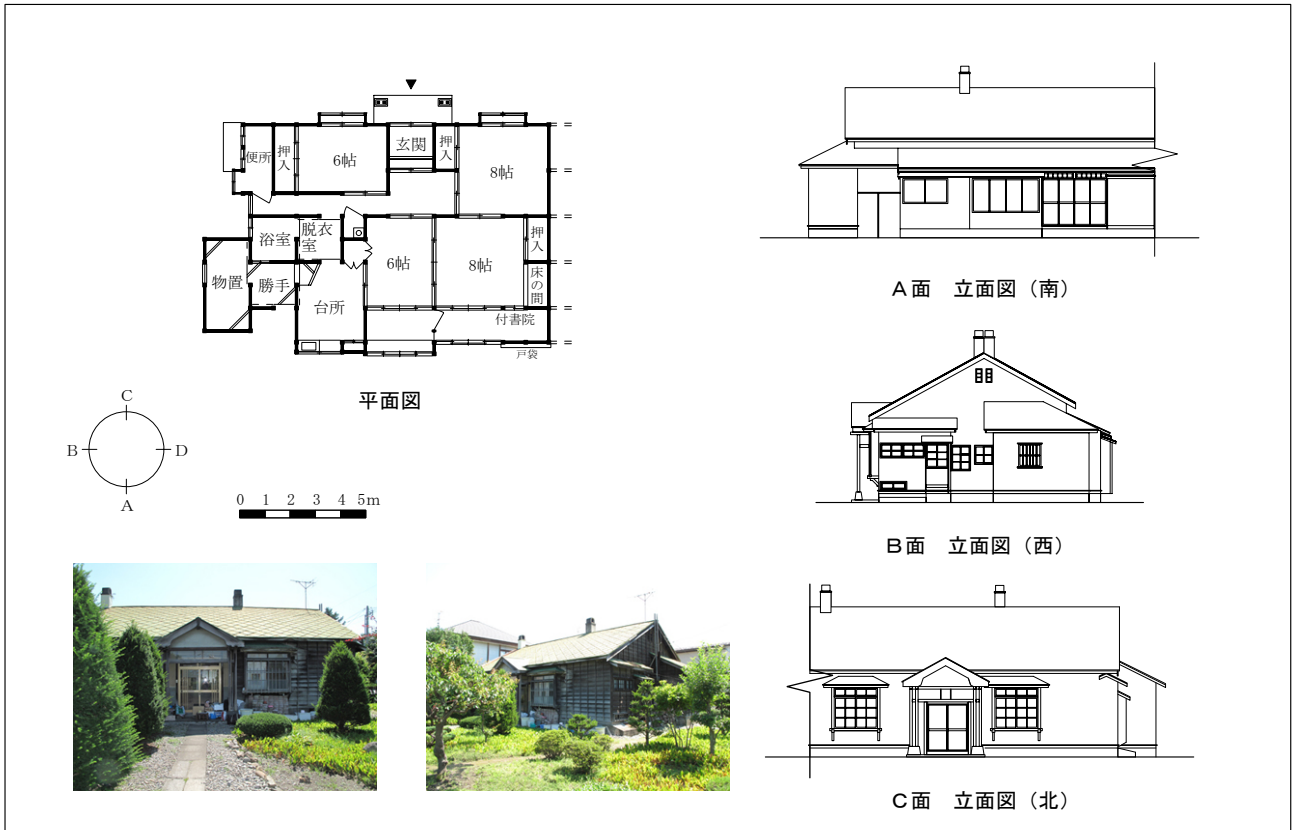 便所
押入
6帖
玄関
押入
8帖
浴室
脱衣室
6帖
8帖
押入
床の間
物置
勝手
台所
付書院
戸袋
平面図
C
B
D
A
0 1 2 3 4 5m
A面 立面図（南）
B面 立面図（西）
C面 立面図（北）